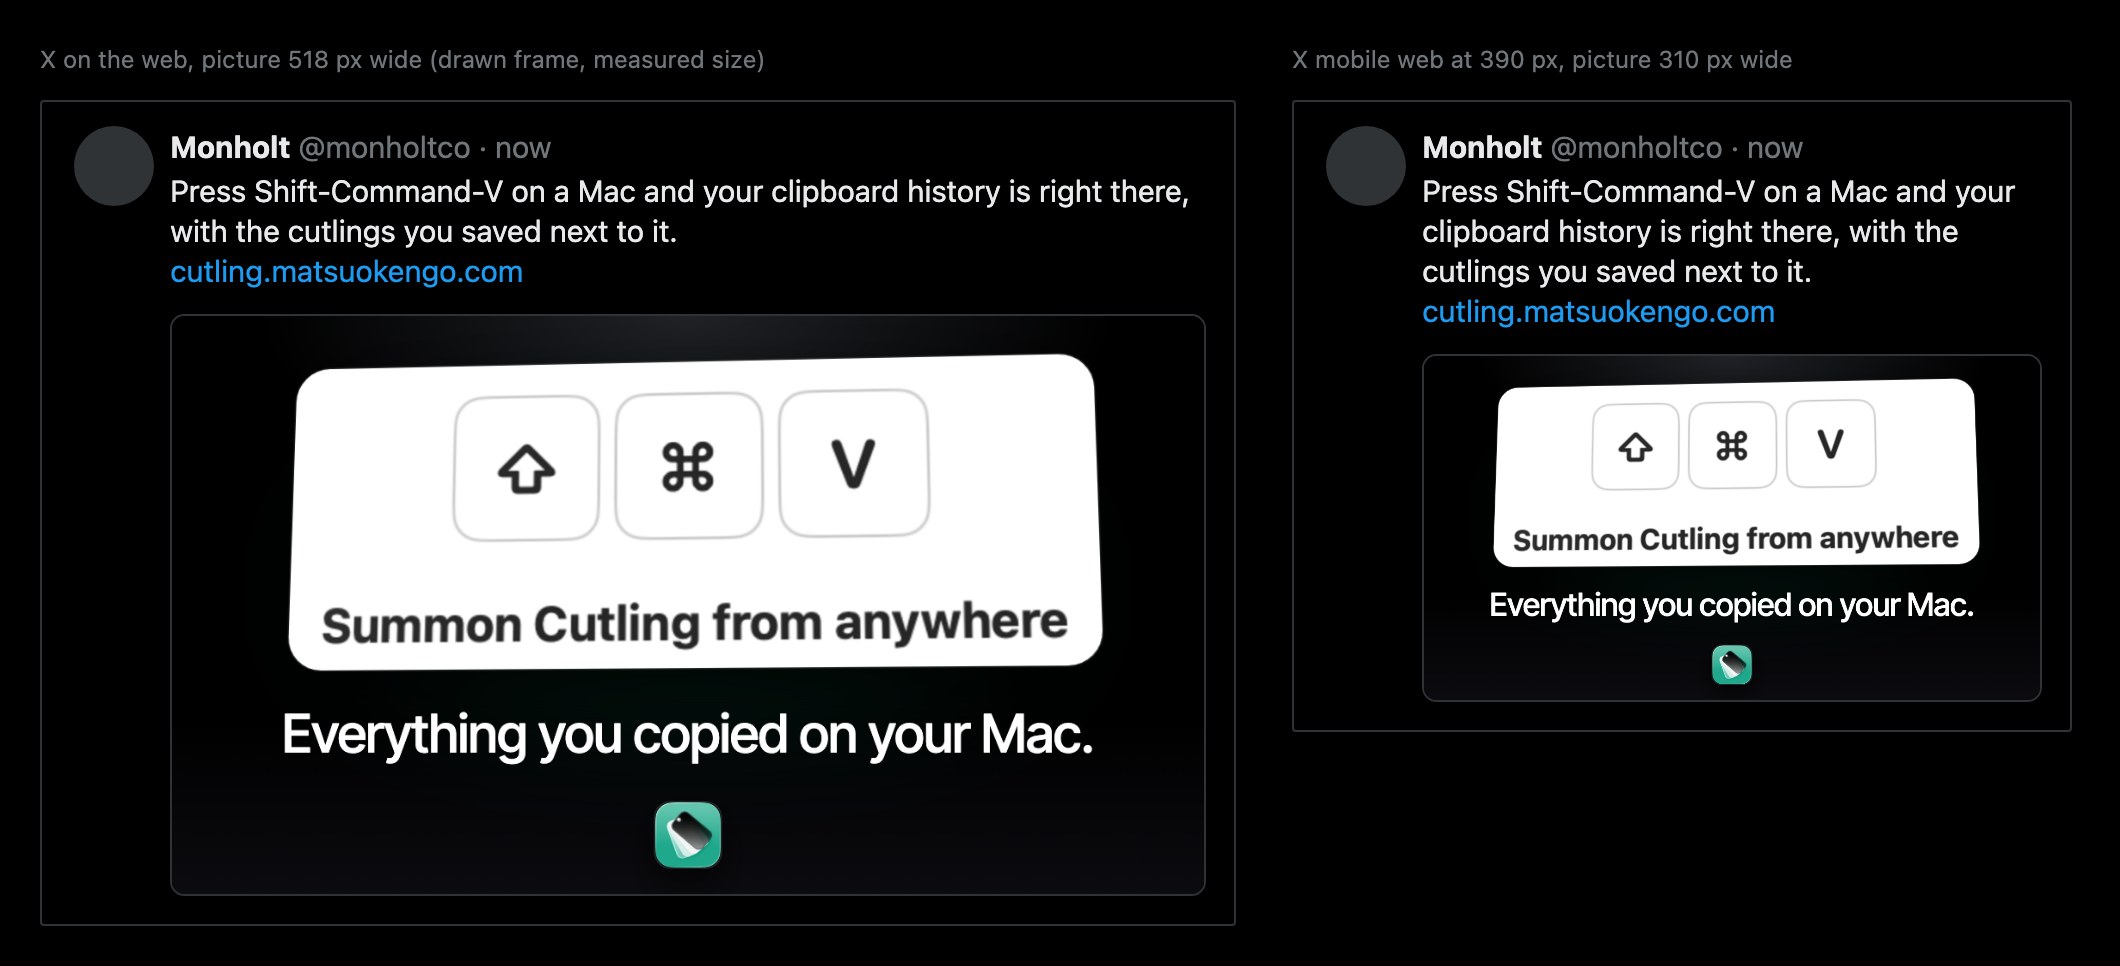 X on the web, picture 518 px wide (drawn frame, measured size)
Monholt @monholtco · now
Press Shift-Command-V on a Mac and your clipboard history is right there,
with the cutlings you saved next to it.
cutling.matsuokengo.com
⇧ ⌘ V
Summon Cutling from anywhere
Everything you copied on your Mac.
X mobile web at 390 px, picture 310 px wide
Monholt @monholtco · now
Press Shift-Command-V on a Mac and your
clipboard history is right there, with the
cutlings you saved next to it.
cutling.matsuokengo.com
⇧ ⌘ V
Summon Cutling from anywhere
Everything you copied on your Mac.